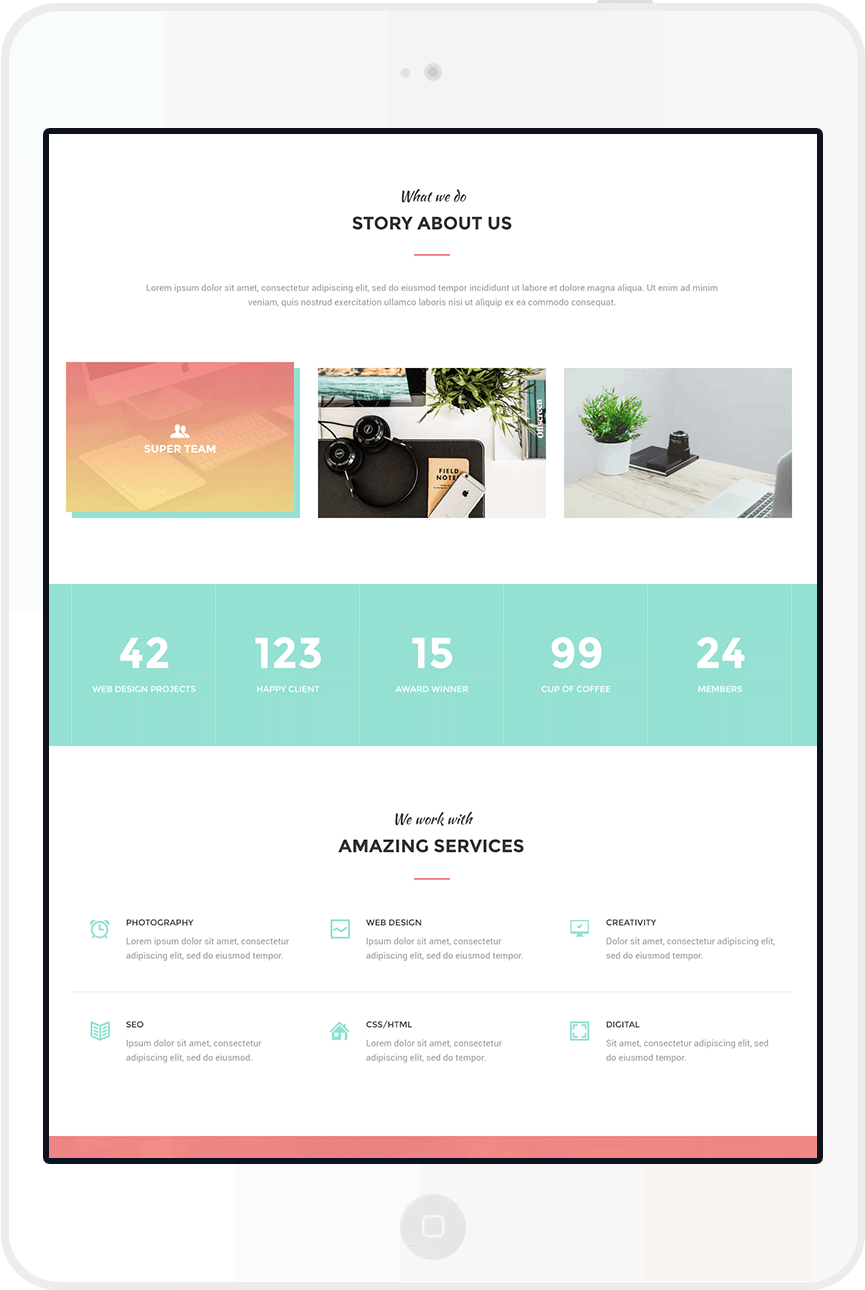 What we do
STORY ABOUT US
Lorem ipsum dolor sit amet, consectetur adipiscing elit, sed do eiusmod tempor incididunt ut labore et dolore magna aliqua. Ut enim ad minim
veniam, quis nostrud exercitation ullamco laboris nisi ut aliquip ex ea commodo consequat.
SUPER TEAM
Offscreen
FIELD
NOTES
42
WEB DESIGN PROJECTS
123
HAPPY CLIENT
15
AWARD WINNER
99
CUP OF COFFEE
24
MEMBERS
We work with
AMAZING SERVICES
PHOTOGRAPHY
Lorem ipsum dolor sit amet, consectetur
adipiscing elit, sed do eiusmod tempor.
WEB DESIGN
Ipsum dolor sit amet, consectetur
adipiscing elit, sed do eiusmod tempor.
CREATIVITY
Dolor sit amet, consectetur adipiscing elit,
sed do eiusmod tempor.
SEO
Ipsum dolor sit amet, consectetur
adipiscing elit, sed do eiusmod.
CSS/HTML
Lorem dolor sit amet, consectetur
adipiscing elit, sed do tempor.
DIGITAL
Sit amet, consectetur adipiscing elit, sed
do eiusmod tempor.